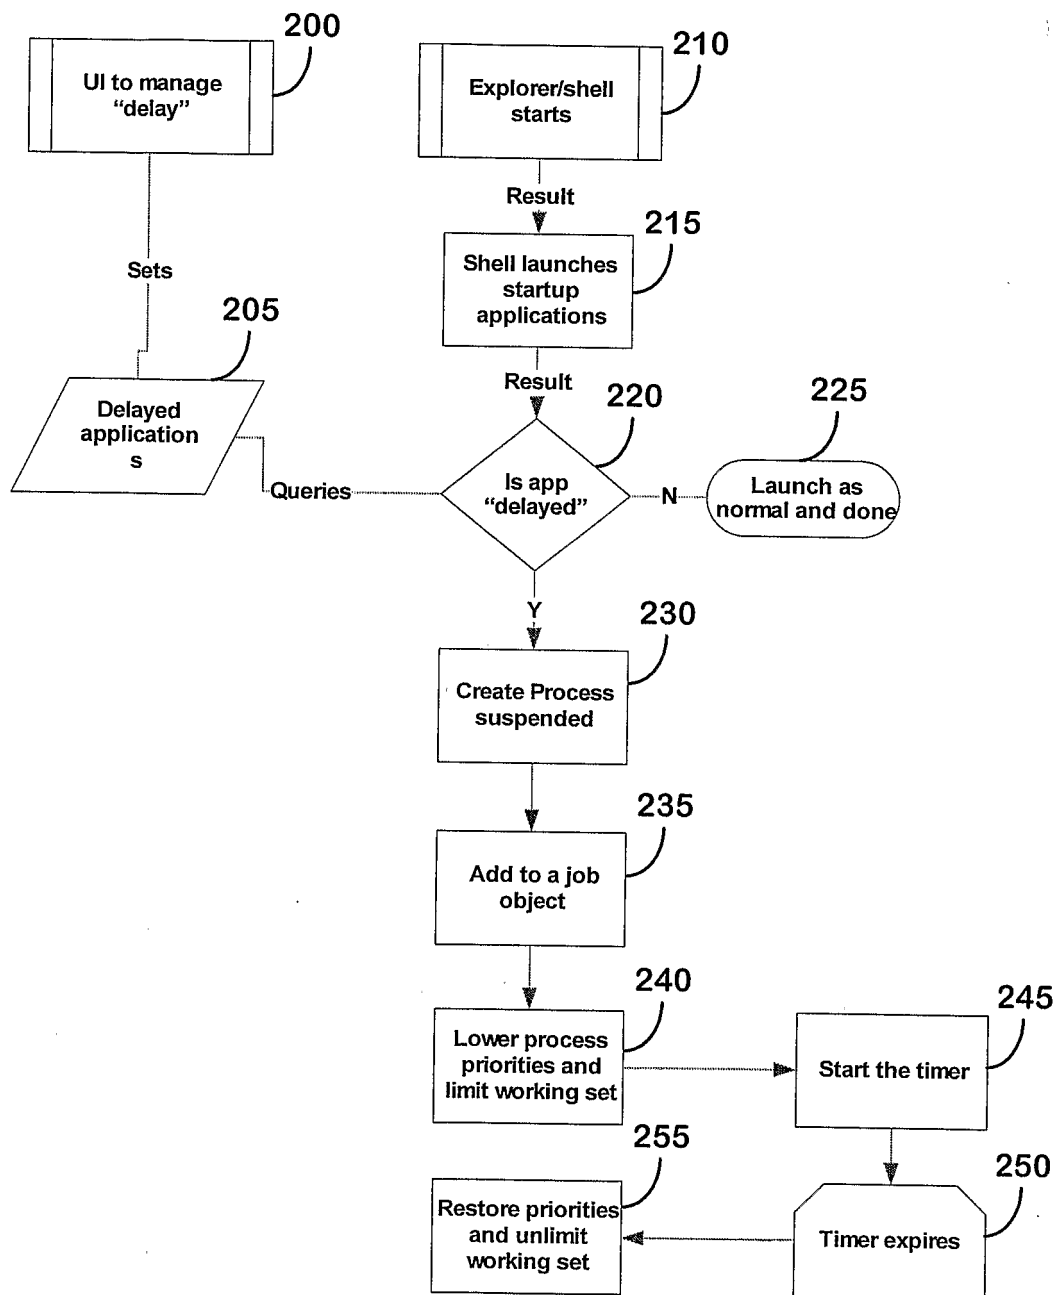 200
UI to manage
“delay”
210
Explorer/shell
starts
Result
215
Shell launches
startup
applications
Sets
205
Delayed
application
s
Result
220
225
Is app
“delayed”
Queries
N
Launch as
normal and done
Y
230
Create Process
suspended
235
Add to a job
object
240
Lower process
priorities and
limit working set
245
Start the timer
250
Timer expires
255
Restore priorities
and unlimit
working set